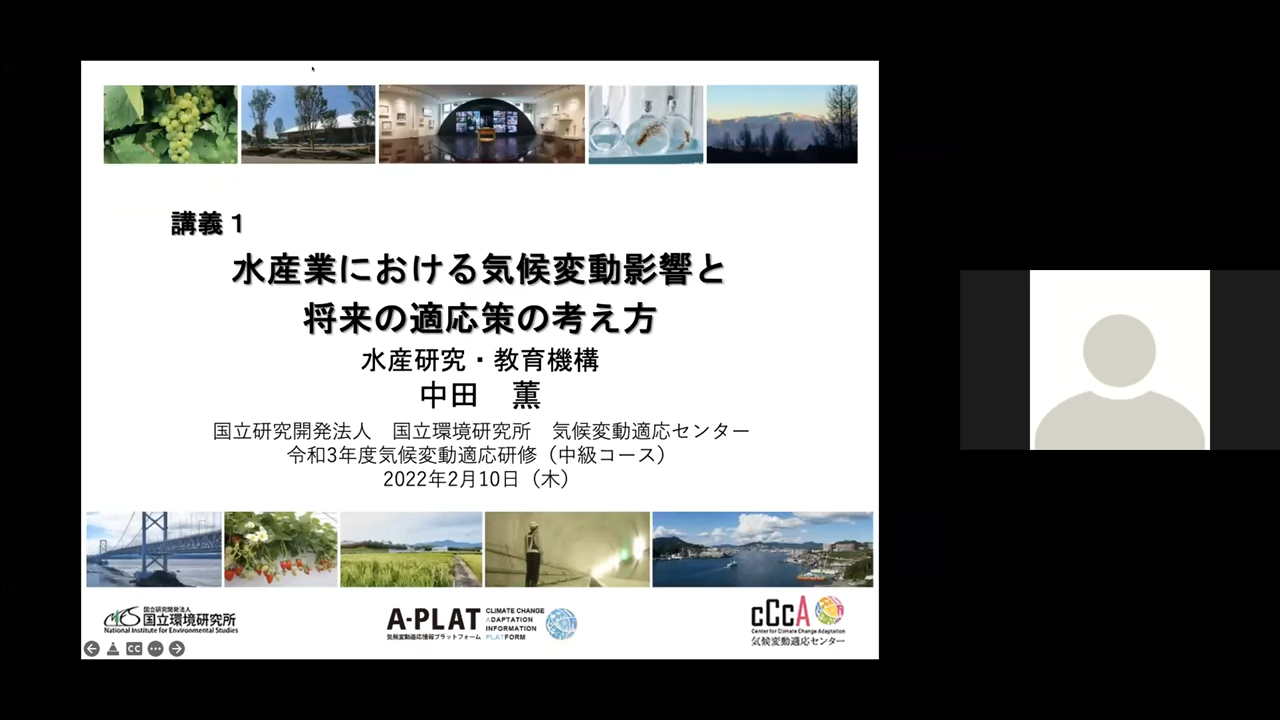 講義１
水産業における気候変動影響と
将来の適応策の考え方
水産研究・教育機構
中田　薫
国立研究開発法人　国立環境研究所　気候変動適応センター
令和3年度気候変動適応研修（中級コース）
2022年2月10日（木）
国立研究開発法人
国立環境研究所
National Institute for Environmental Studies
A-PLAT
気候変動適応情報プラットフォーム
CLIMATE CHANGE
ADAPTATION
INFORMATION
PLATFORM
CCCA
Center for Climate Change Adaptation
気候変動適応センター
CC